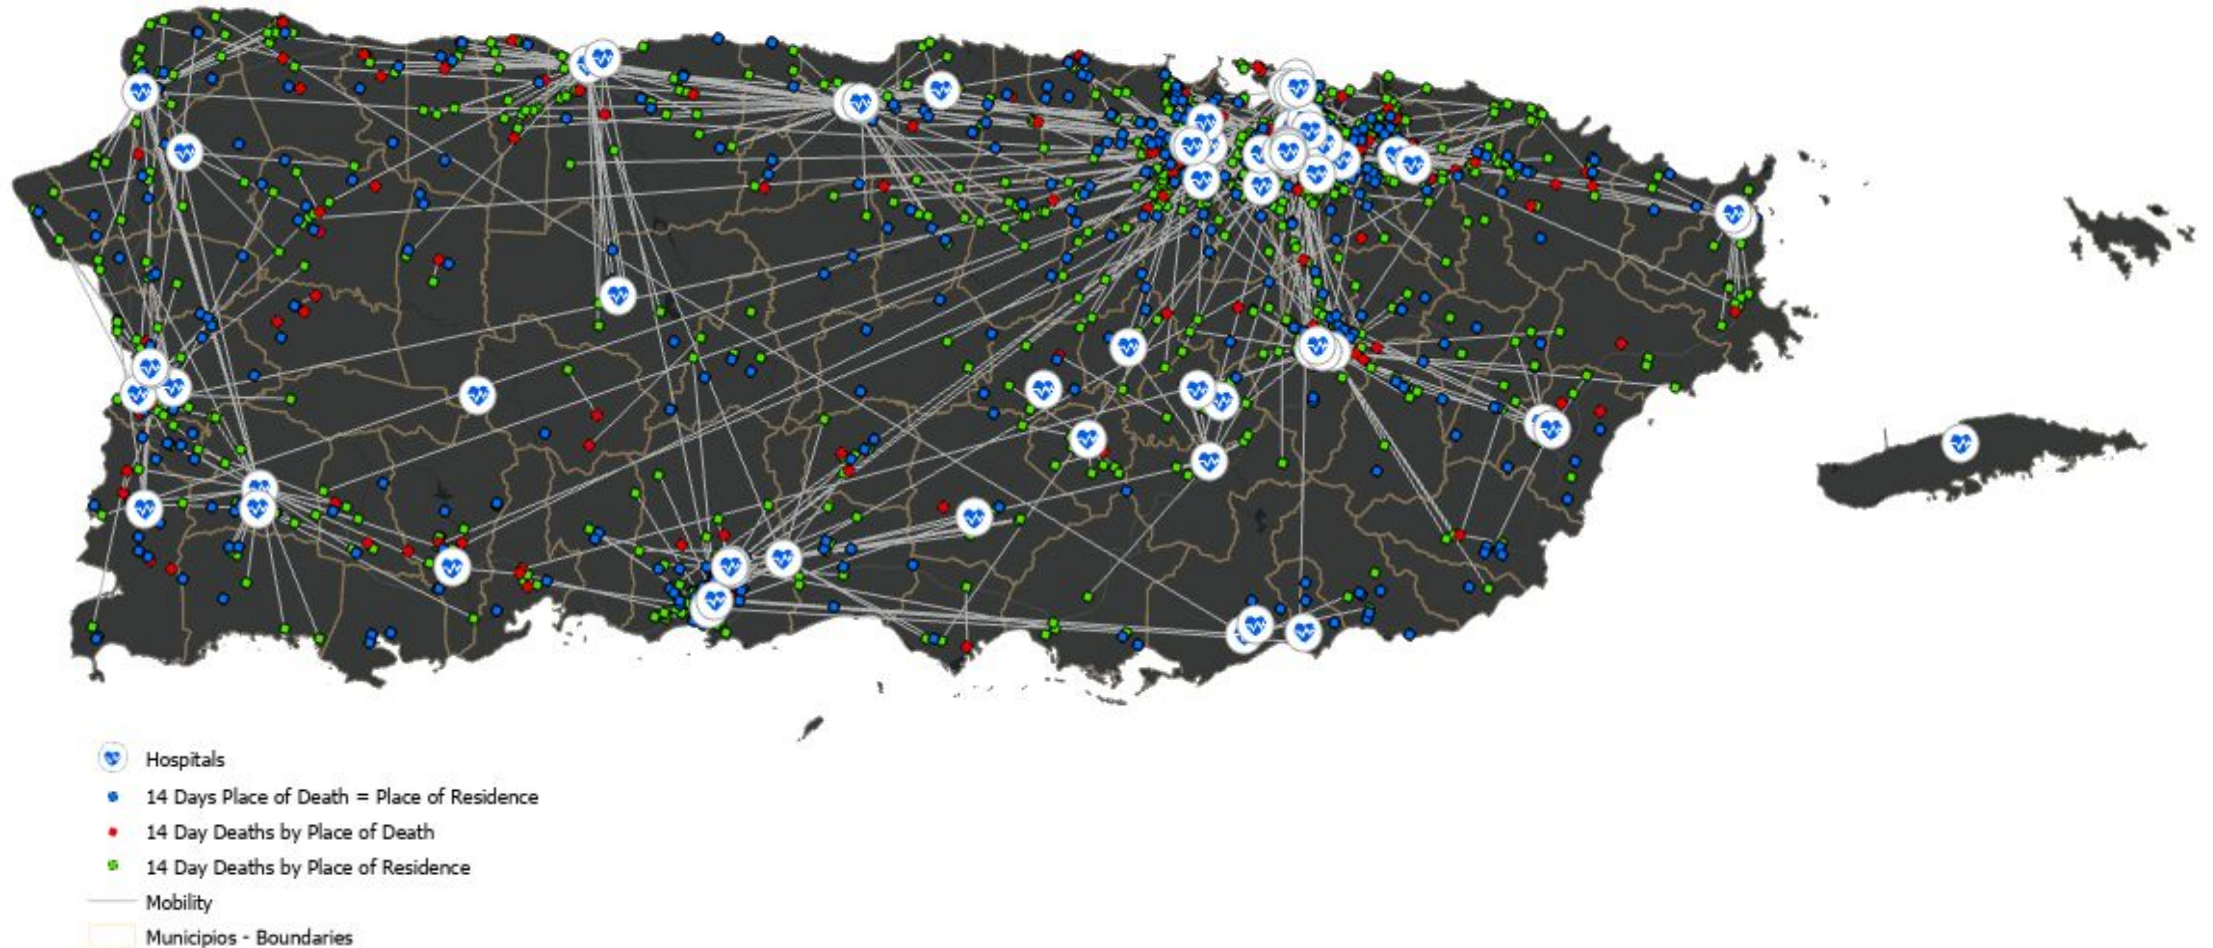 Hospitals
14 Days Place of Death = Place of Residence
14 Day Deaths by Place of Death
14 Day Deaths by Place of Residence
Mobility
Municipios - Boundaries